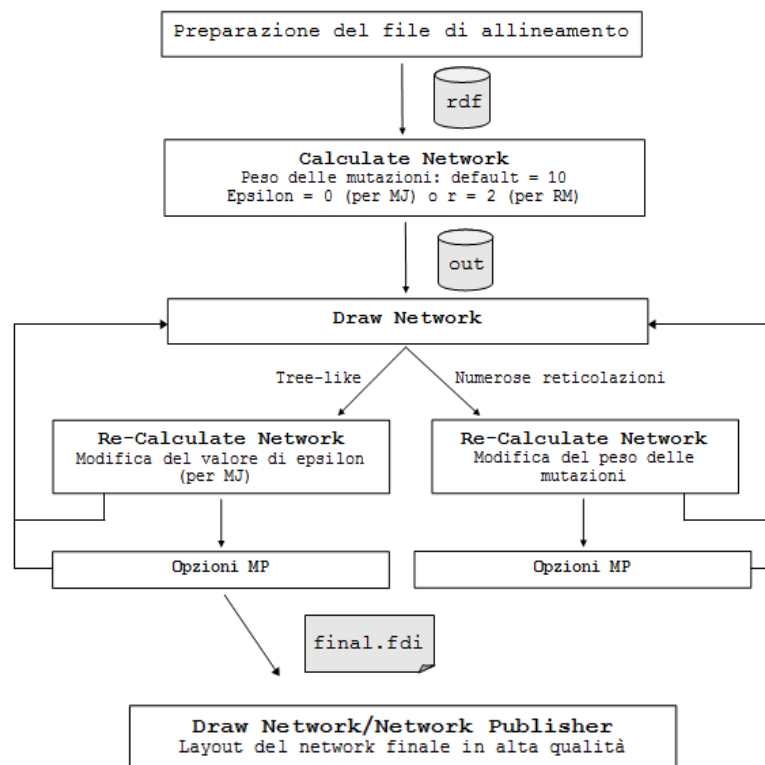 Preparazione del file di allineamento
rdf
Calculate Network
Peso delle mutazioni: default = 10
Epsilon = 0 (per MJ) o r = 2 (per RM)
out
Draw Network
Tree-like
Numerose reticolazioni
Re-Calculate Network
Modifica del valore di epsilon
(per MJ)
Re-Calculate Network
Modifica del peso delle
mutazioni
Opzioni MP
Opzioni MP
final.fdi
Draw Network/Network Publisher
Layout del network finale in alta qualità